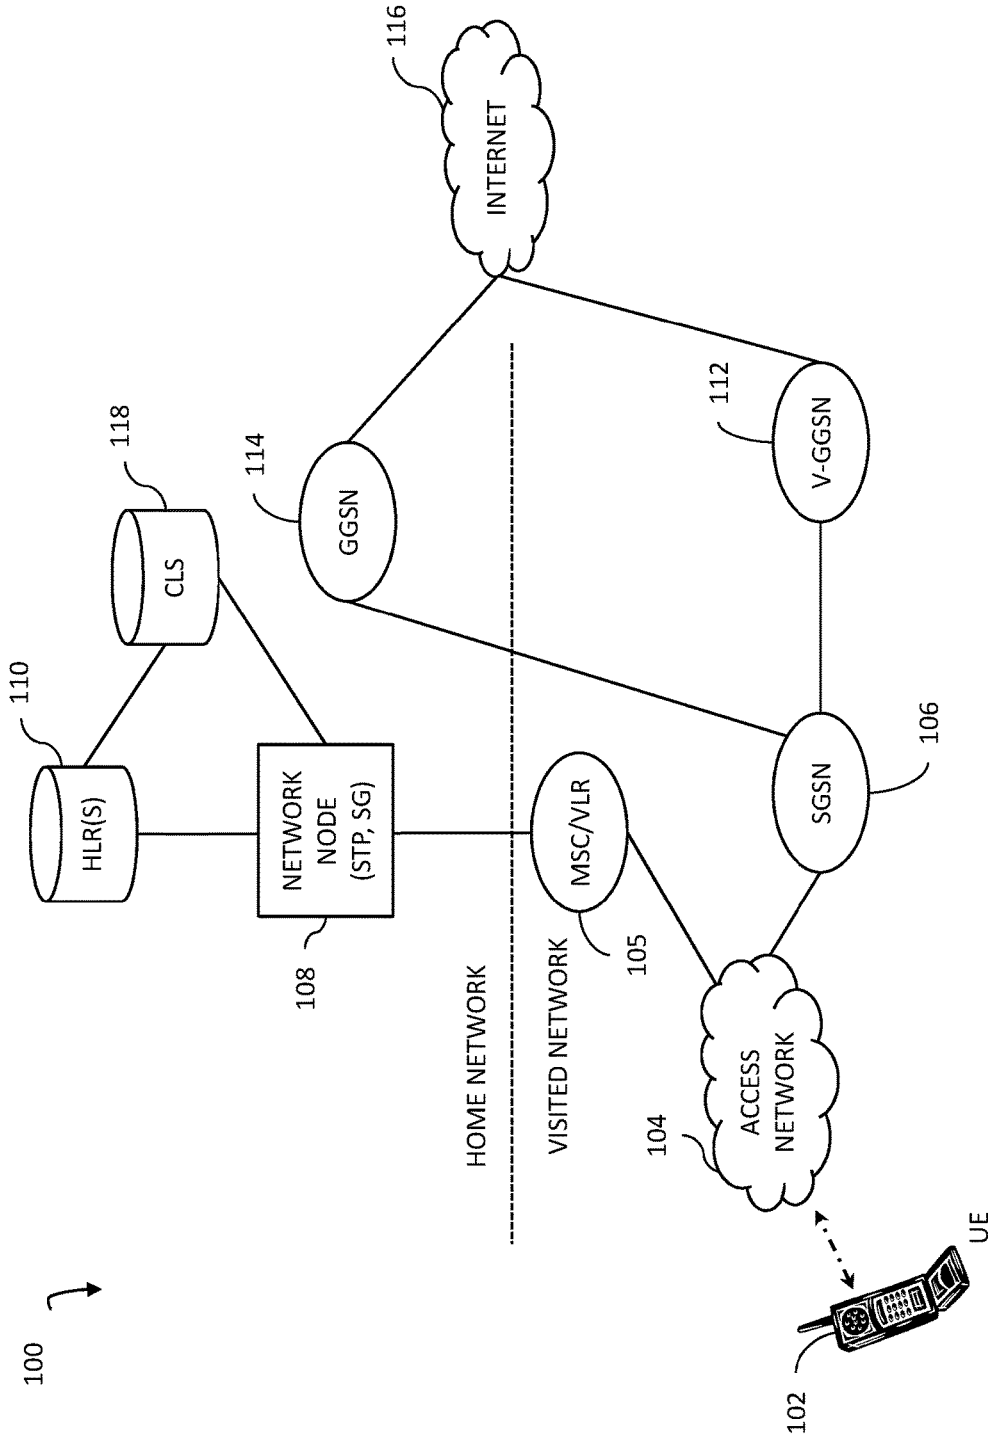 100
HLR(S)
110
CLS
118
NETWORK
NODE
(STP, SG)
108
GGSN
114
INTERNET
116
HOME NETWORK
VISITED NETWORK
MSC/VLR
105
ACCESS
NETWORK
104
SGSN
106
V-GGSN
112
102
UE